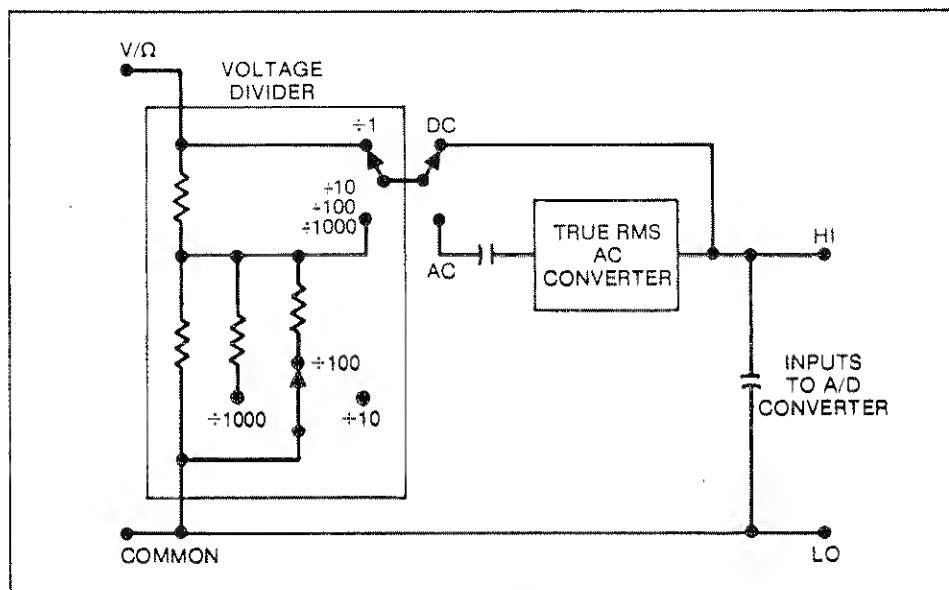 V/Ω
VOLTAGE
DIVIDER
÷1
DC
÷10
÷100
÷1000
AC
TRUE RMS
AC
CONVERTER
HI
÷100
÷1000
÷10
INPUTS
TO A/D
CONVERTER
COMMON
LO